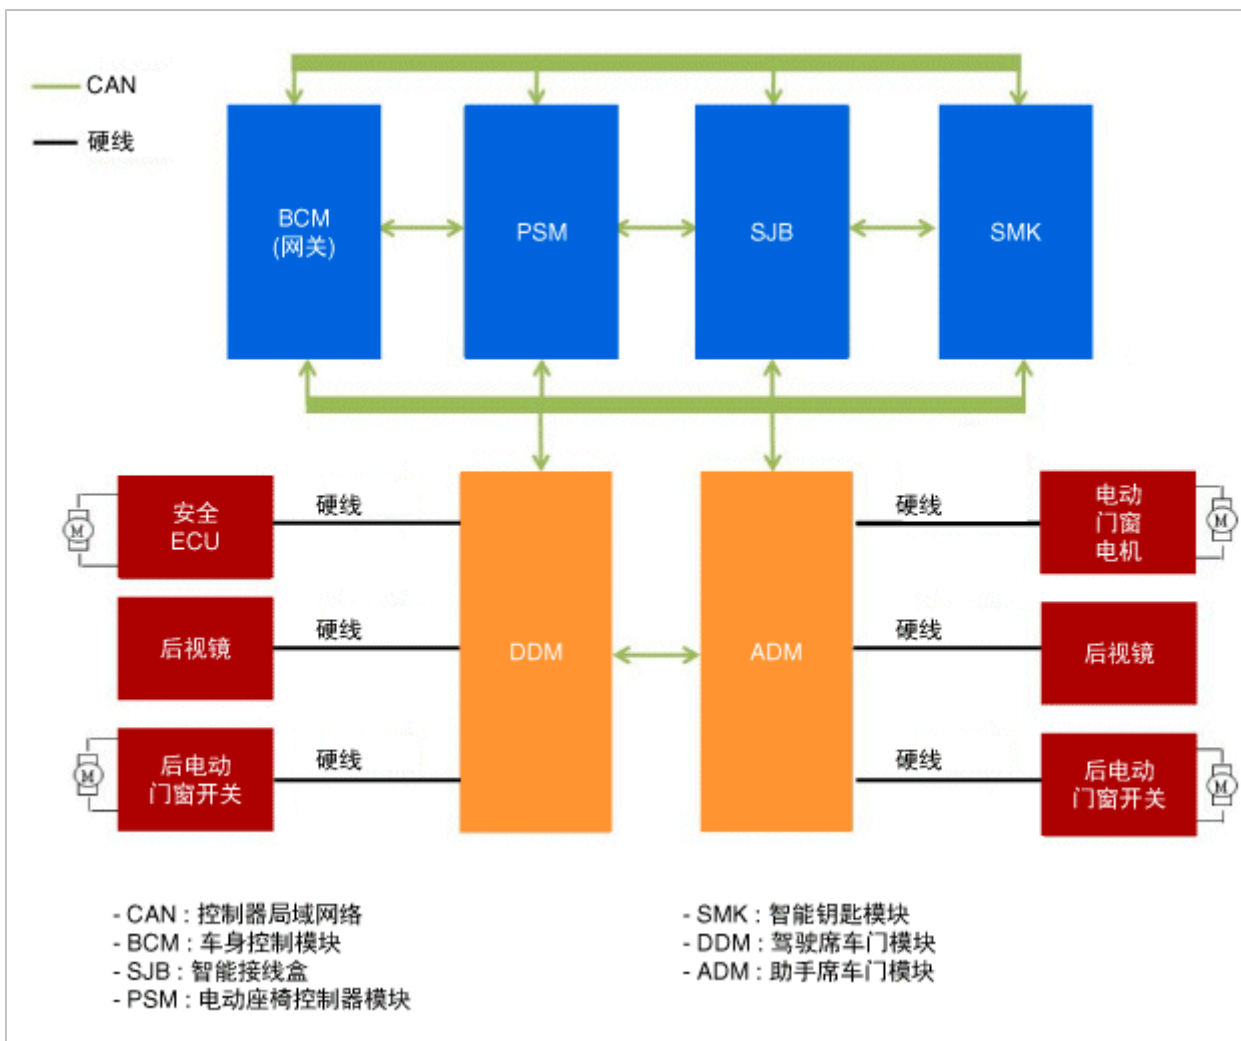 CAN
硬线
BCM
(网关)
PSM
SJB
SMK
安全
ECU
硬线
硬线
电动
门窗
电机
后视镜
硬线
DDM
ADM
硬线
后视镜
后电动
门窗开关
硬线
硬线
后电动
门窗开关
M
M
M
M
- CAN : 控制器局域网络
- BCM : 车身控制模块
- SJB : 智能接线盒
- PSM : 电动座椅控制器模块
- SMK : 智能钥匙模块
- DDM : 驾驶席车门模块
- ADM : 助手席车门模块